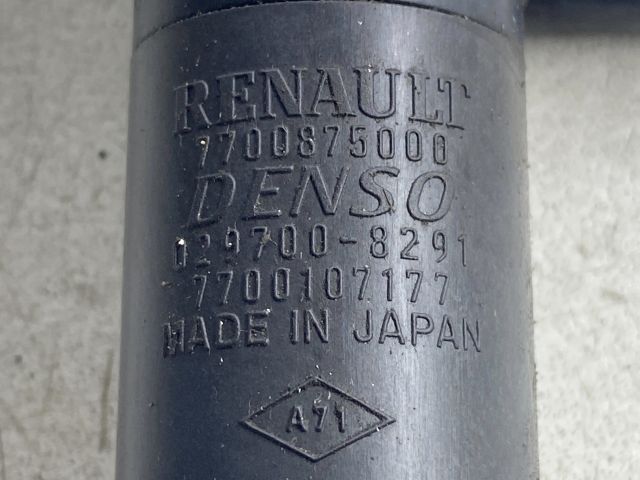 RENAULT
7700875000
DENSO
029700-8291
7700107177
MADE IN JAPAN
A71